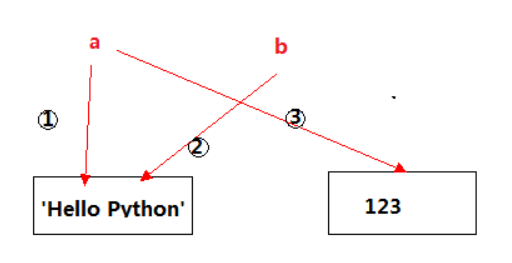 a
b
①
③
②
'Hello Python'
123